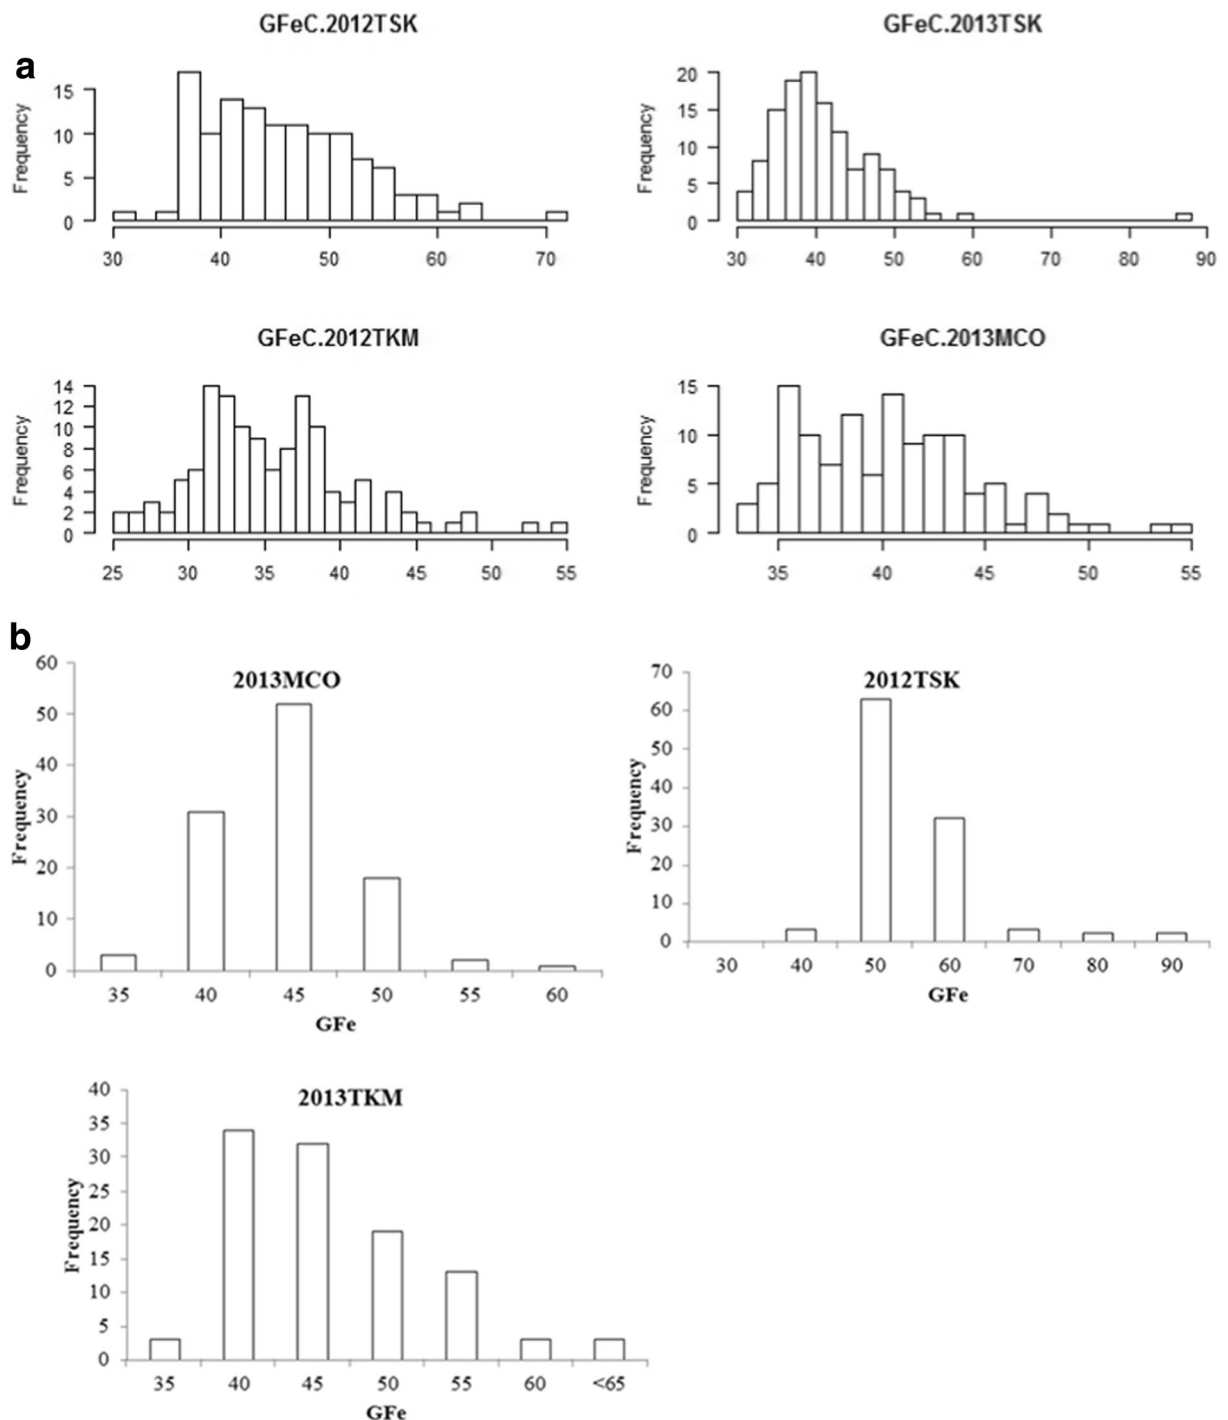 GFeC.2012TSK
GFeC.2013TSK
a
Frequency
15
10
5
0
30 40 50 60 70
Frequency
20
15
10
5
0
30 40 50 60 70 80 90
GFeC.2012TKM
GFeC.2013MCO
Frequency
14
12
10
8
6
4
2
0
25 30 35 40 45 50 55
Frequency
15
10
5
0
35 40 45 50 55
b
2013MCO
Frequency
60
50
40
30
20
10
0
35 40 45 50 55 60
GFe
2012TSK
Frequency
70
60
50
40
30
20
10
0
30 40 50 60 70 80 90
GFe
2013TKM
Frequency
40
35
30
25
20
15
10
5
0
35 40 45 50 55 60 <65
GFe